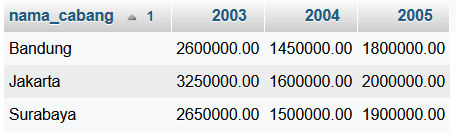 nama_cabang 1 2003 2004 2005
Bandung 2600000.00 1450000.00 1800000.00
Jakarta 3250000.00 1600000.00 2000000.00
Surabaya 2650000.00 1500000.00 1900000.00